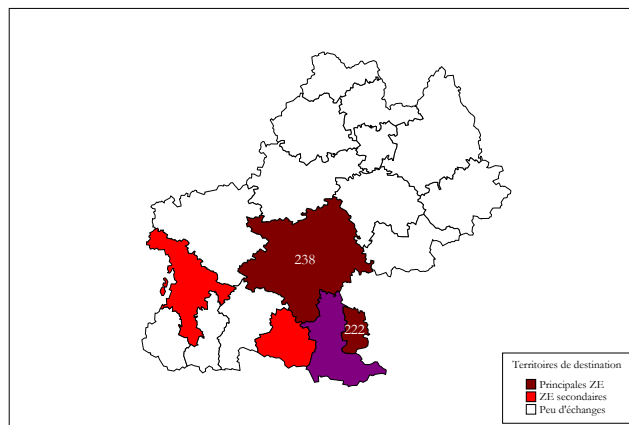 238
222
Territoires de destination
Principales ZE
ZE secondaires
Peu d'échanges